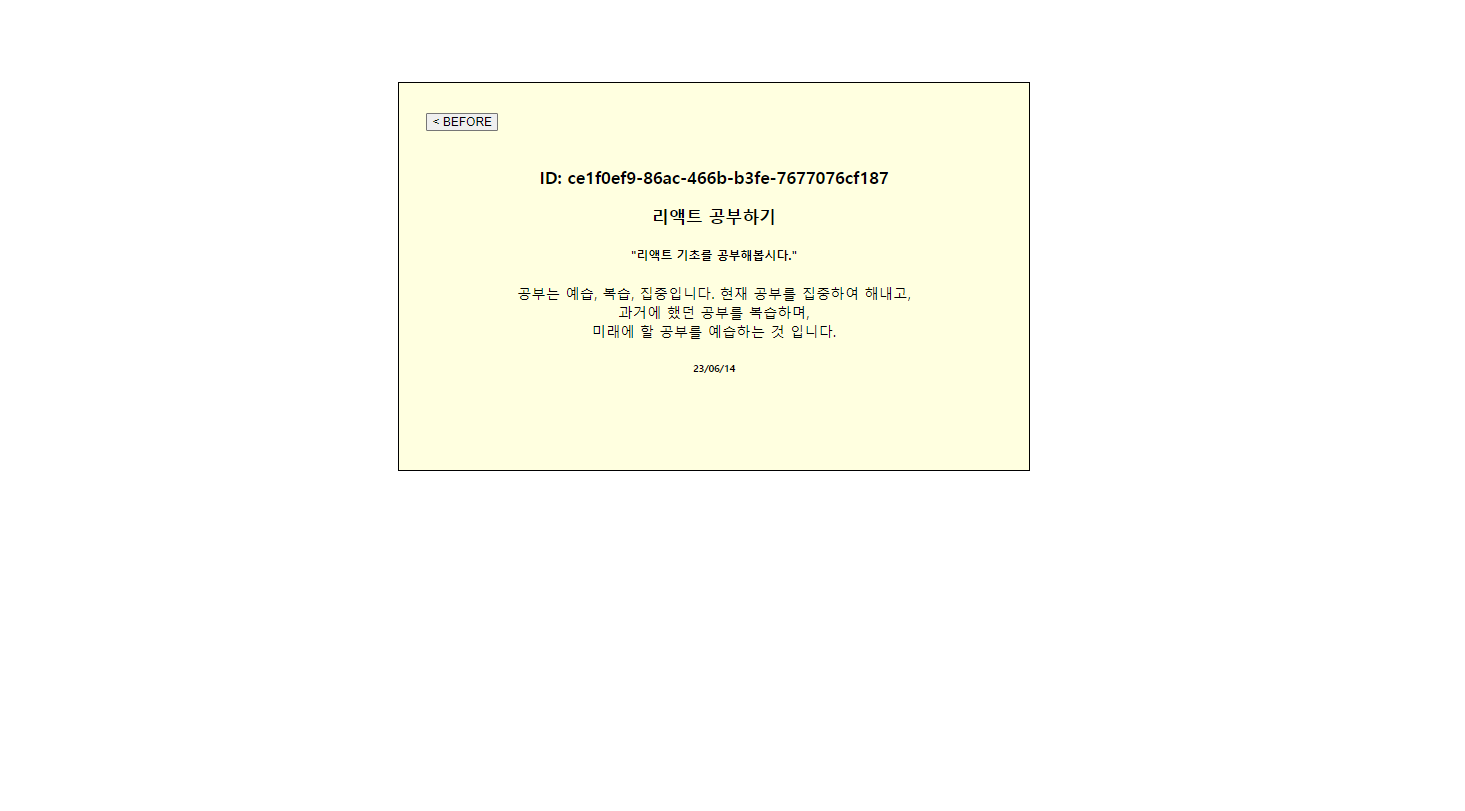 < BEFORE
ID: ce1f0ef9-86ac-466b-b3fe-7677076cf187
리액트 공부하기
"리액트 기초를 공부해봅시다."
공부는 예습, 복습, 집중입니다. 현재 공부를 집중하여 해내고,
과거에 했던 공부를 복습하며,
미래에 할 공부를 예습하는 것 입니다.
23/06/14